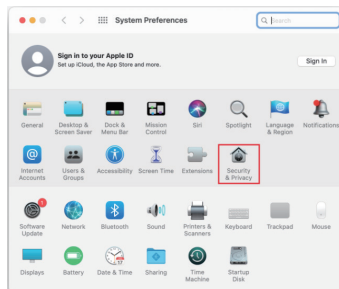 System Preferences
Search
Sign in to your Apple ID
Set up iCloud, the App Store and more.
Sign In
General
Desktop &
Screen Saver
Dock &
Menu Bar
Mission
Control
Siri
Spotlight
Language
& Region
Notifications
Internet
Accounts
Users &
Groups
Accessibility
Screen Time
Extensions
Security
& Privacy
Software
Update
Network
Bluetooth
Sound
Printers &
Scanners
Keyboard
Trackpad
Mouse
Displays
Battery
Date & Time
Sharing
Time
Machine
Startup
Disk